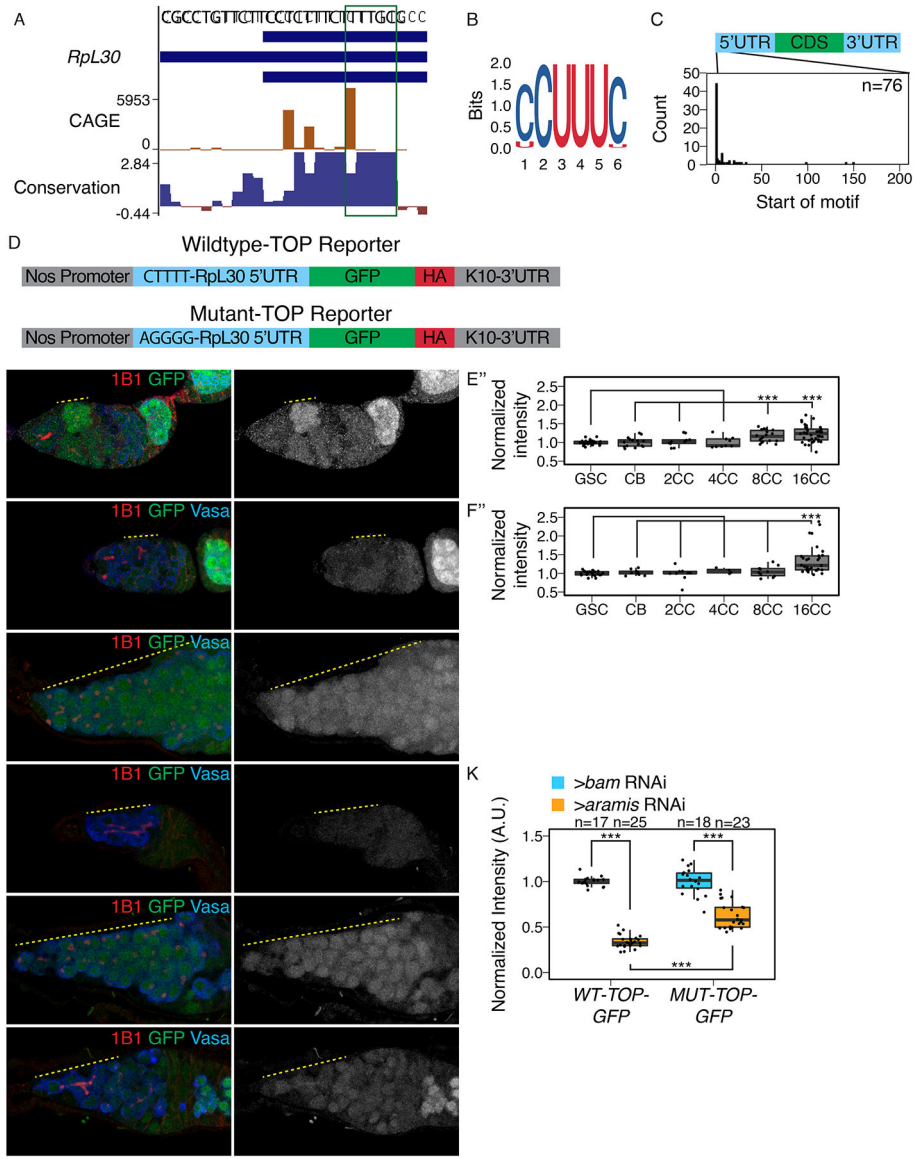 A
CGCCTGTTCTTTCCTCTTCTCTTTGCGCC
RpL30
5953
CAGE
0
2.84
Conservation
-0.44
B
Bits
2.0
1.5
1.0
0.5
0.0
CCUUUC
1 2 3 4 5 6
C
5'UTR CDS 3'UTR
n=76
Count
50
40
30
20
10
0
0 50 100 150 200
Start of motif
D
Wildtype-TOP Reporter
Nos Promoter CTTTT-RpL30 5'UTR GFP HA K10-3'UTR
Mutant-TOP Reporter
Nos Promoter AGGGG-RpL30 5'UTR GFP HA K10-3'UTR
1B1 GFP Vasa
1B1 GFP Vasa
1B1 GFP Vasa
1B1 GFP Vasa
1B1 GFP Vasa
1B1 GFP Vasa
E''
Normalized intensity
2.5
2.0
1.5
1.0
0.5
*** ***
GSC CB 2CC 4CC 8CC 16CC
F''
Normalized intensity
2.5
2.0
1.5
1.0
0.5
***
GSC CB 2CC 4CC 8CC 16CC
K
>bam RNAi
>aramis RNAi
n=17 n=25 n=18 n=23
Normalized Intensity (A.U.)
1.5
1.0
0.5
0.0
*** ***
***
WT-TOP-GFP
MUT-TOP-GFP